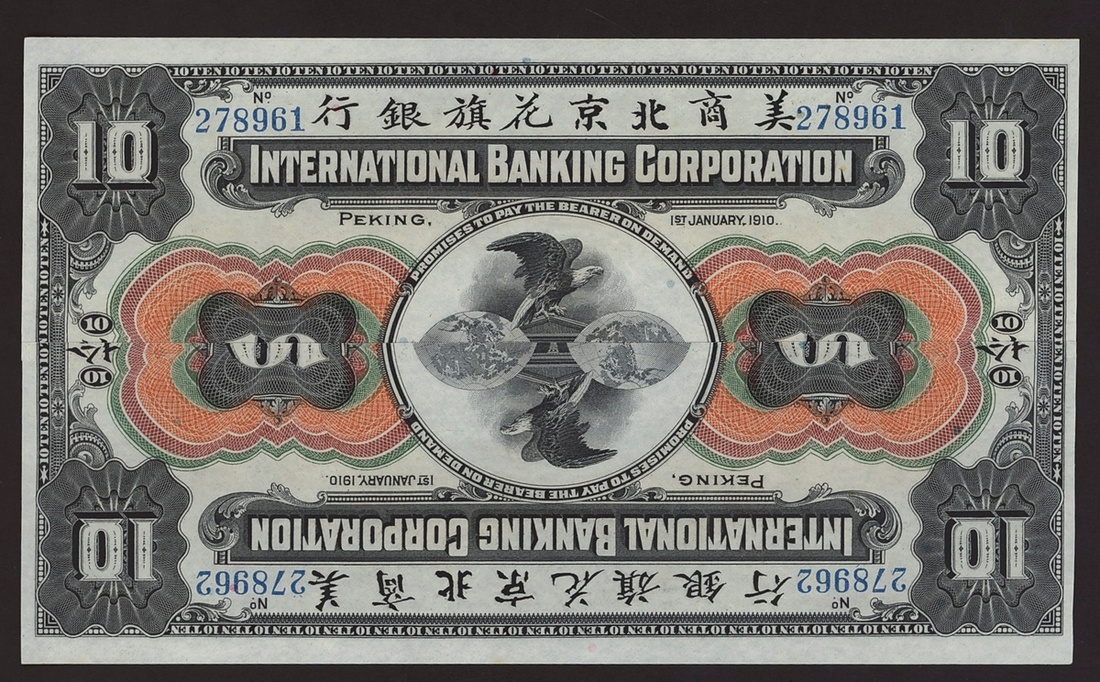 10TEN10TEN10TEN10TEN10TEN10TEN10TEN10TEN10TEN10TEN10TEN10TEN10TEN10TEN10TEN
10 Nº 278961 行銀旗花京北商美 Nº 278961 10
INTERNATIONAL BANKING CORPORATION
PEKING, 1ST JANUARY, 1910.
PROMISES TO PAY THE BEARER ON DEMAND
10 10
拾 拾
10 10
PROMISES TO PAY THE BEARER ON DEMAND
PEKING, 1ST JANUARY, 1910.
INTERNATIONAL BANKING CORPORATION
10 Nº 278962 行銀旗花京北商美 Nº 278962 10